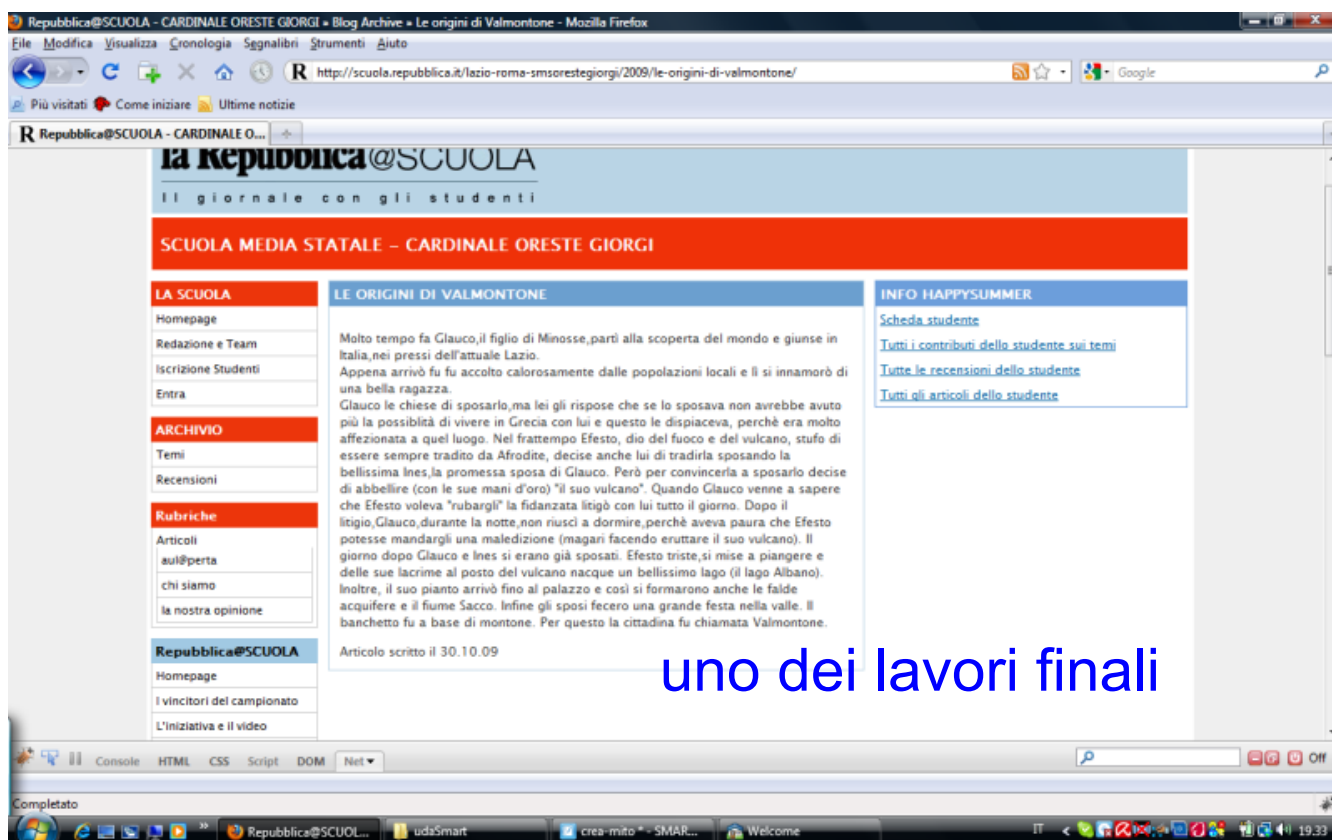 Repubblica@SCUOLA - CARDINALE ORESTE GIORGI » Blog Archive » Le origini di Valmontone - Mozilla Firefox
File Modifica Visualizza Cronologia Segnalibri Strumenti Aiuto
R http://scuola.repubblica.it/lazio-roma-smsorestegiorgi/2009/le-origini-di-valmontone/ Google
Più visitati Come iniziare Ultime notizie
R Repubblica@SCUOLA - CARDINALE O...
la Repubblica@SCUOLA
Il giornale con gli studenti
SCUOLA MEDIA STATALE – CARDINALE ORESTE GIORGI
LA SCUOLA
Homepage
Redazione e Team
Iscrizione Studenti
Entra
ARCHIVIO
Temi
Recensioni
Rubriche
Articoli
aul@perta
chi siamo
la nostra opinione
Repubblica@SCUOLA
Homepage
I vincitori del campionato
L'iniziativa e il video
LE ORIGINI DI VALMONTONE
Molto tempo fa Glauco,il figlio di Minosse,partì alla scoperta del mondo e giunse in
Italia,nei pressi dell'attuale Lazio.
Appena arrivò fu fu accolto calorosamente dalle popolazioni locali e lì si innamorò di
una bella ragazza.
Glauco le chiese di sposarlo,ma lei gli rispose che se lo sposava non avrebbe avuto
più la possiblità di vivere in Grecia con lui e questo le dispiaceva, perchè era molto
affezionata a quel luogo. Nel frattempo Efesto, dio del fuoco e del vulcano, stufo di
essere sempre tradito da Afrodite, decise anche lui di tradirla sposando la
bellissima Ines,la promessa sposa di Glauco. Però per convincerla a sposarlo decise
di abbellire (con le sue mani d'oro) "il suo vulcano". Quando Glauco venne a sapere
che Efesto voleva "rubargli" la fidanzata litigò con lui tutto il giorno. Dopo il
litigio,Glauco,durante la notte,non riuscì a dormire,perchè aveva paura che Efesto
potesse mandargli una maledizione (magari facendo eruttare il suo vulcano). Il
giorno dopo Glauco e Ines si erano già sposati. Efesto triste,si mise a piangere e
delle sue lacrime al posto del vulcano nacque un bellissimo lago (il lago Albano).
Inoltre, il suo pianto arrivò fino al palazzo e così si formarono anche le falde
acquifere e il fiume Sacco. Infine gli sposi fecero una grande festa nella valle. Il
banchetto fu a base di montone. Per questo la cittadina fu chiamata Valmontone.
Articolo scritto il 30.10.09
INFO HAPPYSUMMER
Scheda studente
Tutti i contributi dello studente sui temi
Tutte le recensioni dello studente
Tutti gli articoli dello studente
uno dei lavori finali
Console HTML CSS Script DOM Net Off
Completato
Repubblica@SCUOL... udaSmart crea-mito * - SMAR... Welcome IT 19.33